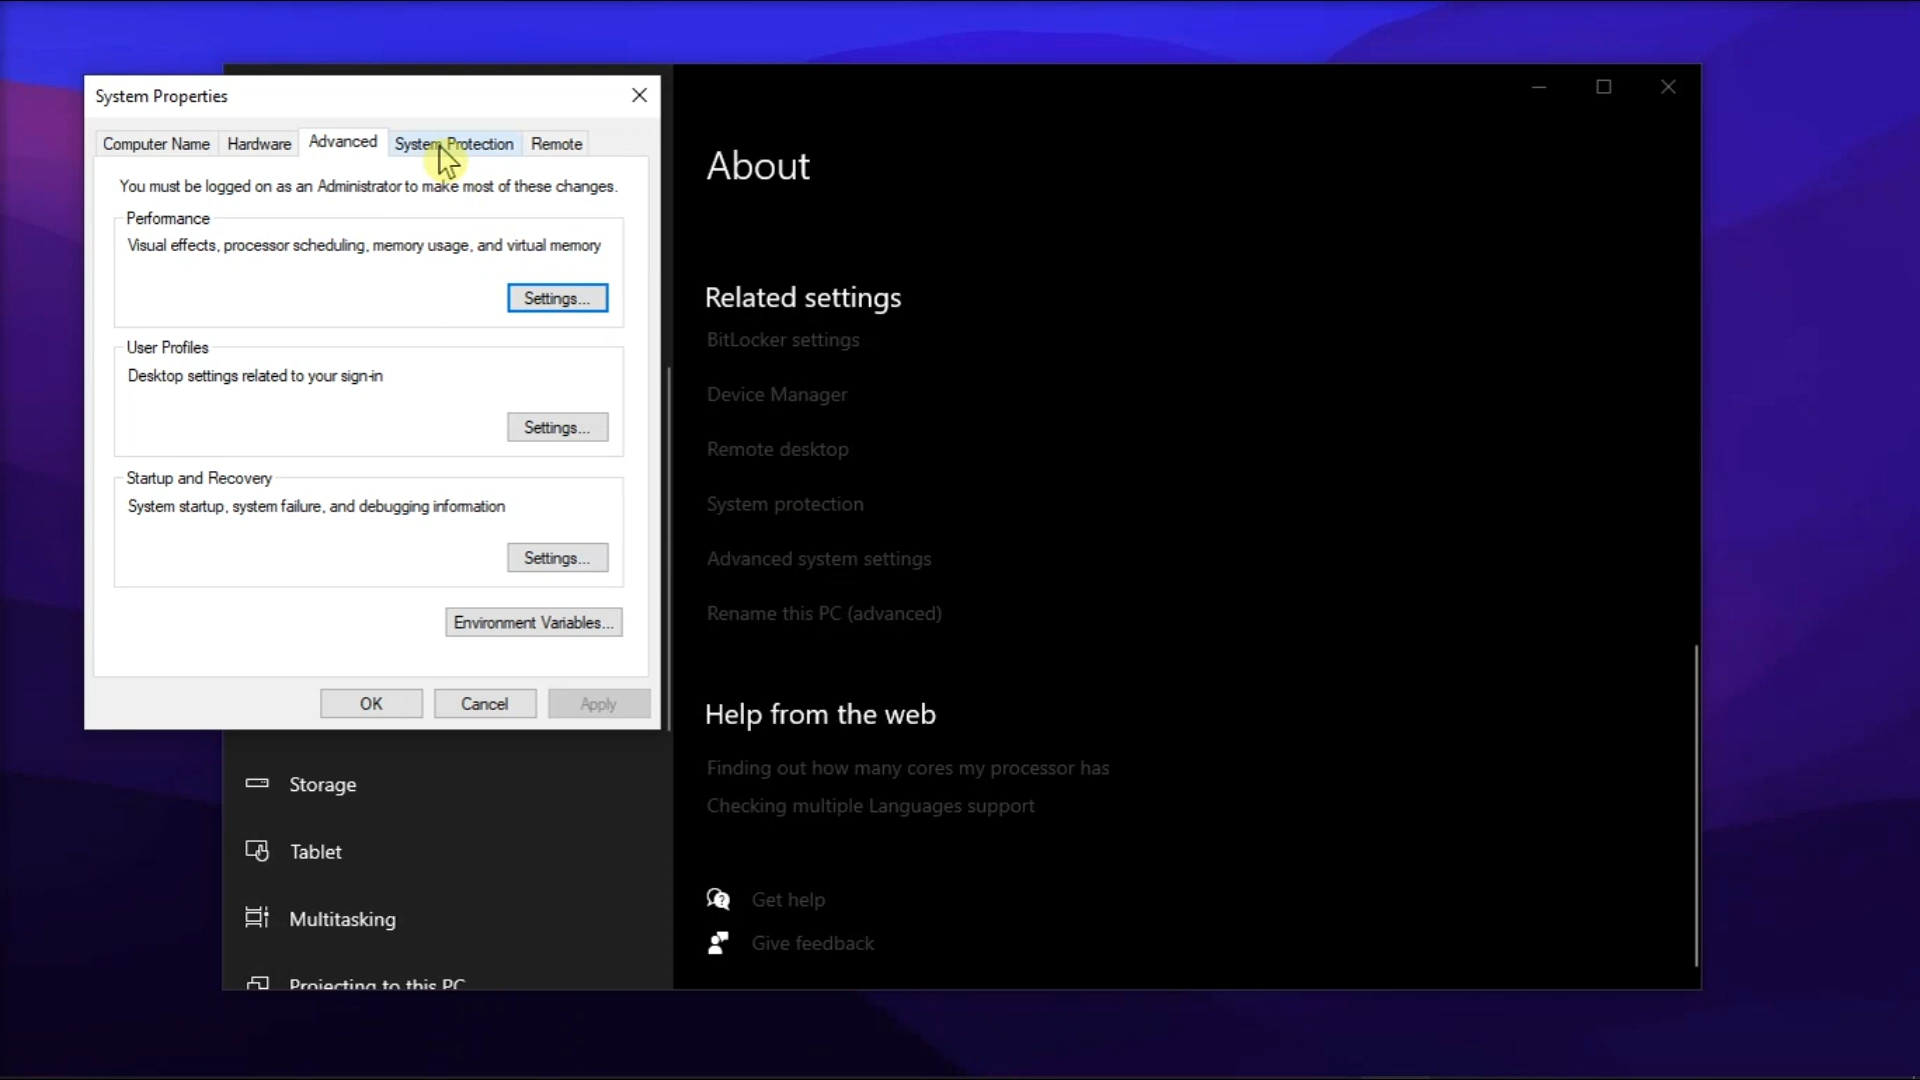 System Properties
Computer Name
Hardware
Advanced
System Protection
Remote
You must be logged on as an Administrator to make most of these changes.
Performance
Visual effects, processor scheduling, memory usage, and virtual memory
Settings...
User Profiles
Desktop settings related to your sign-in
Settings...
Startup and Recovery
System startup, system failure, and debugging information
Settings...
Environment Variables...
OK
Cancel
Apply
Storage
Tablet
Multitasking
Projecting to this PC
About
Related settings
BitLocker settings
Device Manager
Remote desktop
System protection
Advanced system settings
Rename this PC (advanced)
Help from the web
Finding out how many cores my processor has
Checking multiple Languages support
Get help
Give feedback